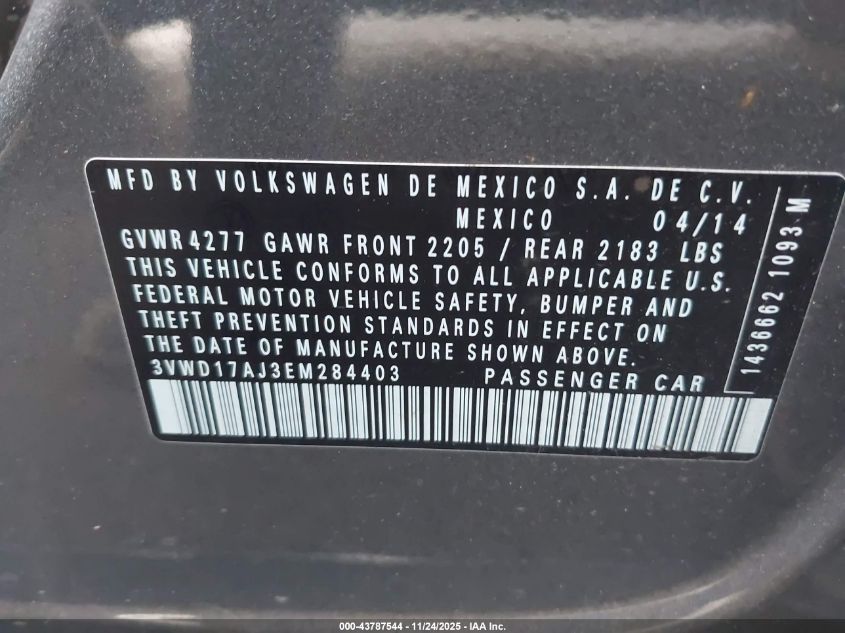 MFD BY VOLKSWAGEN DE MEXICO S.A. DE C.V.
MEXICO 04/14
GVWR4277 GAWR FRONT 2205 / REAR 2183 LBS
THIS VEHICLE CONFORMS TO ALL APPLICABLE U.S.
FEDERAL MOTOR VEHICLE SAFETY, BUMPER AND
THEFT PREVENTION STANDARDS IN EFFECT ON
THE DATE OF MANUFACTURE SHOWN ABOVE.
3VWD17AJ3EM284403 PASSENGER CAR
1436662 1093 M
000-43787544 - 11/24/2025 - IAA Inc.